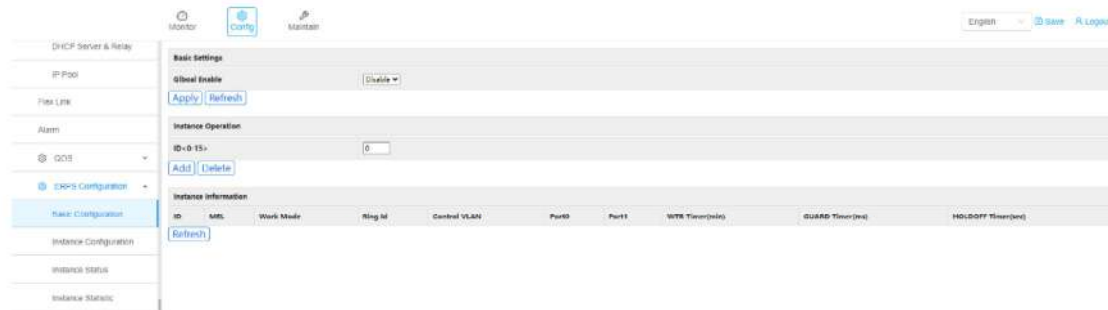 Monitor
Config
Maintain
English
Save
Logou
DHCP Server & Relay
IP Pool
Flex Link
Alarm
QOS
ERPS Configuration
Basic Configuration
Instance Configuration
Instance Status
Instance Statistic
Basic Settings
Glboal Enable Disable
Apply Refresh
Instance Operation
ID<0-15> 0
Add Delete
Instance Information
ID MEL Work Mode Ring Id Control VLAN Port0 Port1 WTR Timer(min) GUARD Timer(ms) HOLDOFF Timer(sec)
Refresh